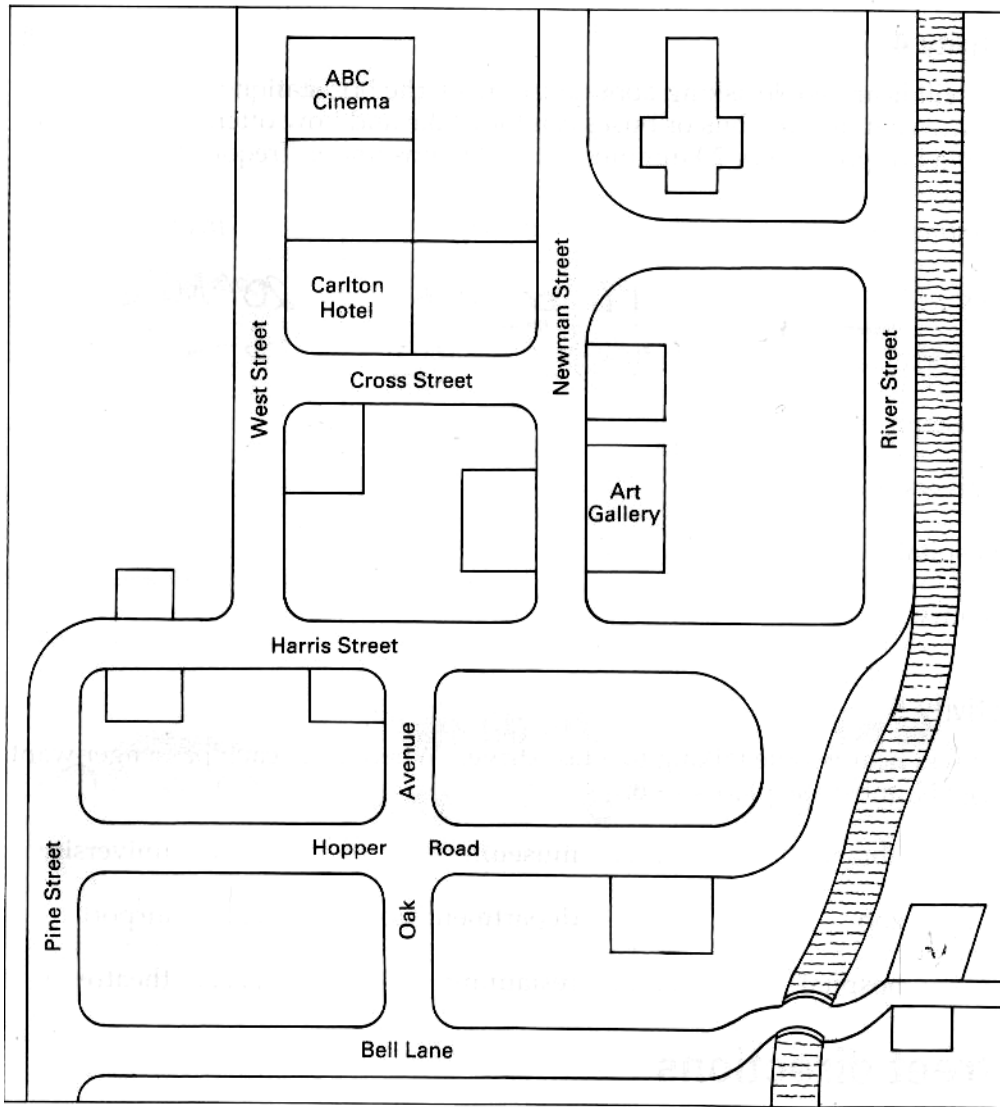 ABC
Cinema
Carlton
Hotel
West Street
Cross Street
Newman Street
River Street
Art
Gallery
Harris Street
Avenue
Hopper Road
Pine Street
Oak
Bell Lane